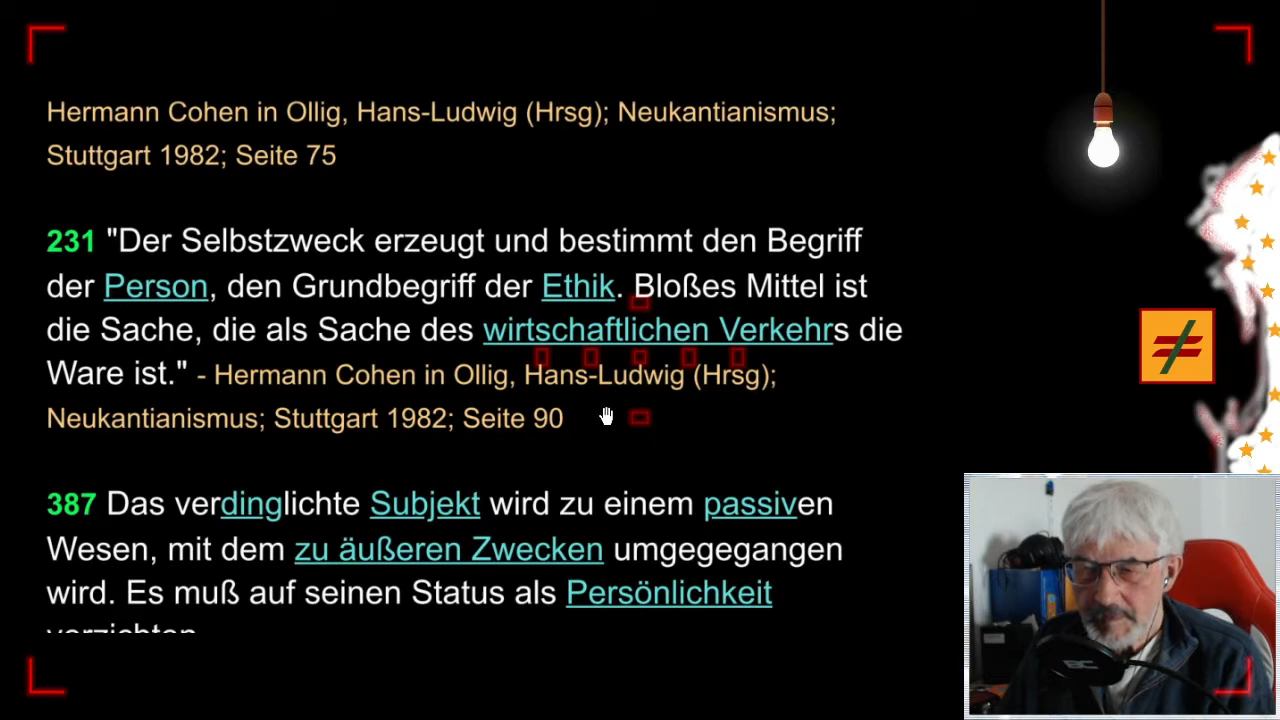 Hermann Cohen in Ollig, Hans-Ludwig (Hrsg); Neukantianismus;
Stuttgart 1982; Seite 75
231 "Der Selbstzweck erzeugt und bestimmt den Begriff
der Person, den Grundbegriff der Ethik. Bloßes Mittel ist
die Sache, die als Sache des wirtschaftlichen Verkehrs die
Ware ist." - Hermann Cohen in Ollig, Hans-Ludwig (Hrsg);
Neukantianismus; Stuttgart 1982; Seite 90
387 Das verdinglichte Subjekt wird zu einem passiven
Wesen, mit dem zu äußeren Zwecken umgegegangen
wird. Es muß auf seinen Status als Persönlichkeit
verzichten